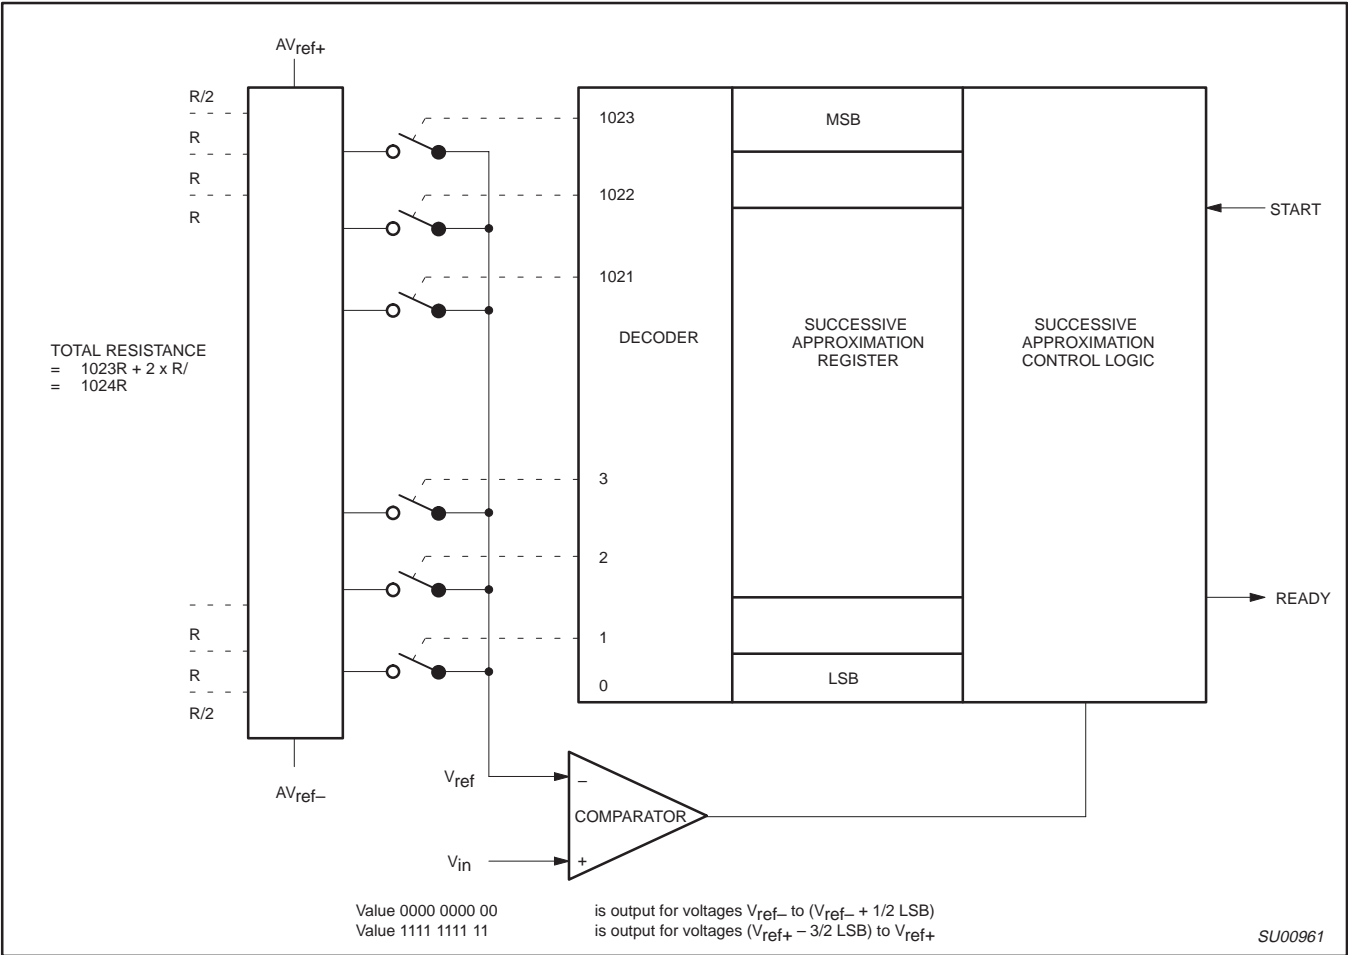 AVref+
R/2
R
R
R
1023
1022
1021
3
2
1
0
MSB
START
DECODER
SUCCESSIVE
APPROXIMATION
REGISTER
SUCCESSIVE
APPROXIMATION
CONTROL LOGIC
TOTAL RESISTANCE
= 1023R + 2 x R/
= 1024R
READY
R
R
R/2
LSB
AVref–
Vref
–
COMPARATOR
Vin
+
Value 0000 0000 00 is output for voltages Vref– to (Vref– + 1/2 LSB)
Value 1111 1111 11 is output for voltages (Vref+ – 3/2 LSB) to Vref+
SU00961